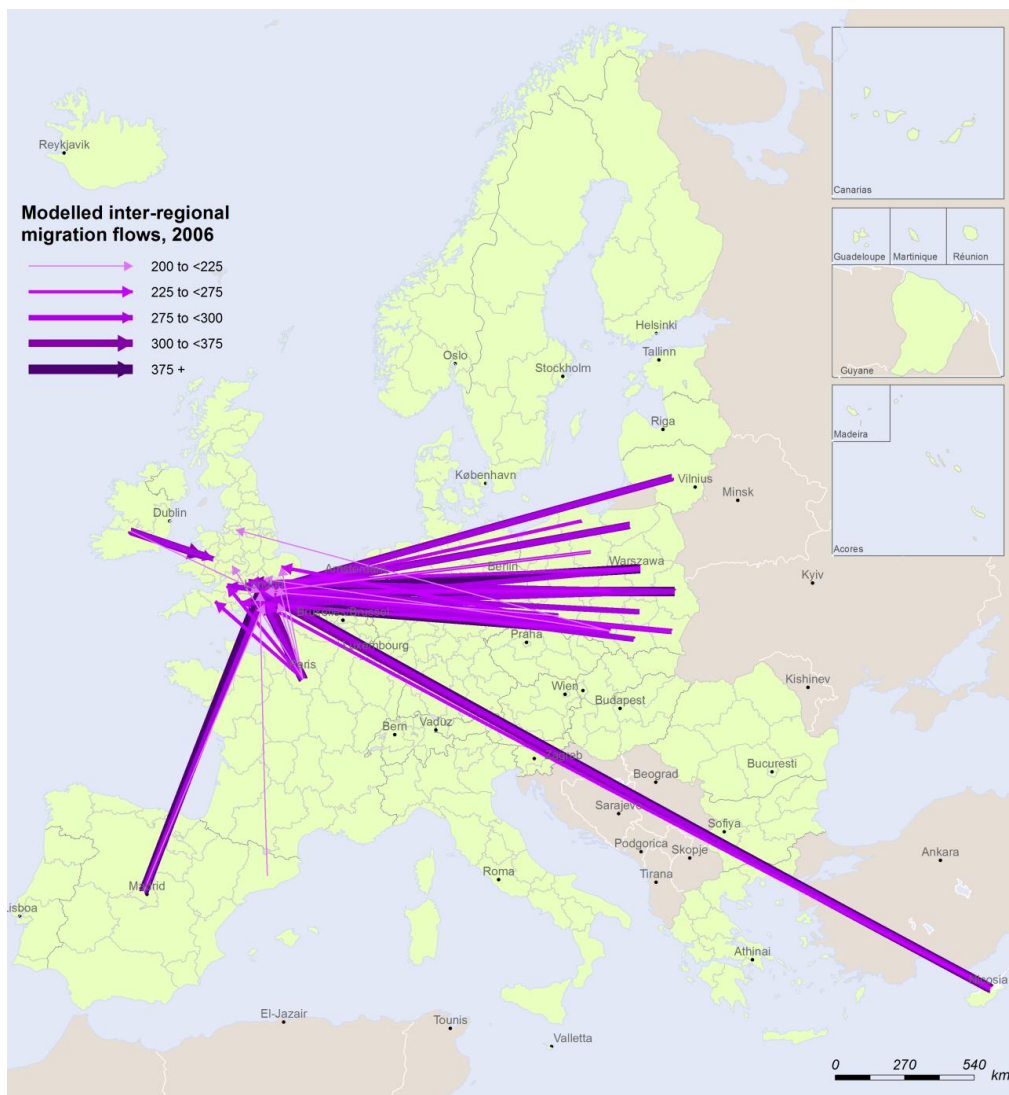 Reykjavik
Canarias
Modelled inter-regional
migration flows, 2006
200 to <225
225 to <275
275 to <300
300 to <375
375 +
Guadeloupe
Martinique
Réunion
Guyane
Madeira
Acores
Helsinki
Tallinn
Oslo
Stockholm
Riga
København
Vilnius
Minsk
Dublin
Berlin
Warszawa
Kyiv
Praha
Wien
Budapest
Kishinev
Bern
Vaduz
Zagreb
Beograd
Bucuresti
Sarajevo
Sofiya
Podgorica
Skopje
Tirana
Ankara
Madrid
Roma
Lisboa
Athinai
El-Jazair
Tounis
Valletta
0 270 540
km